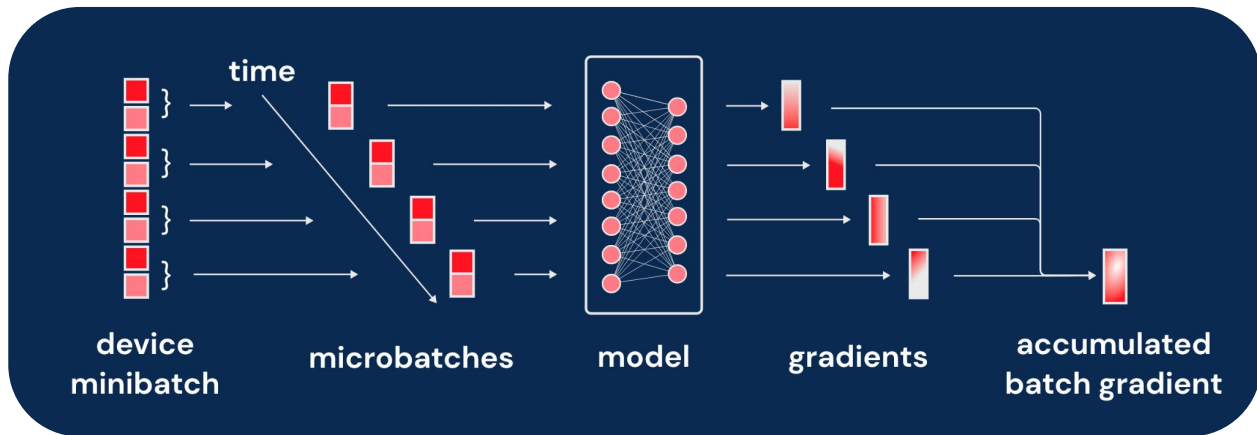 time
device
minibatch
microbatches
model
gradients
accumulated
batch gradient